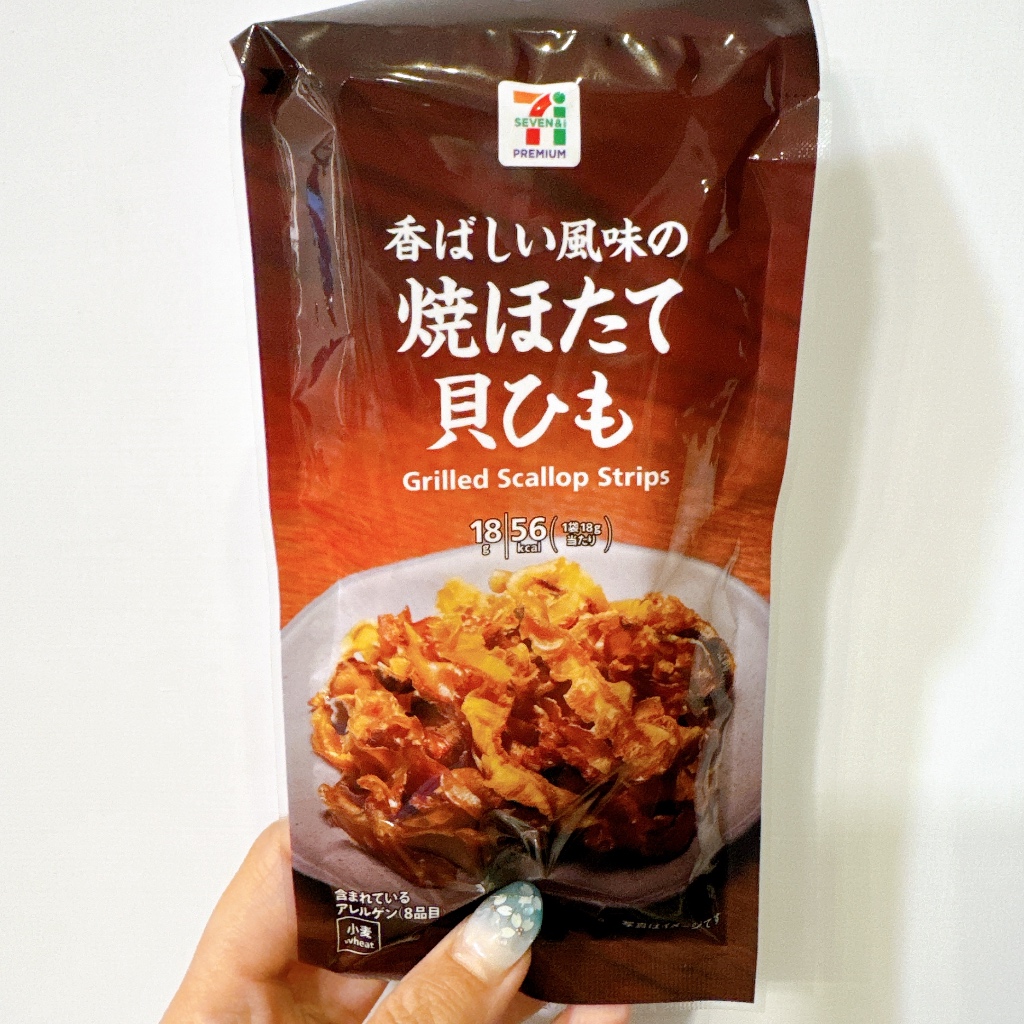 SEVEN&i
PREMIUM
香ばしい風味の
焼ほたて
貝ひも
Grilled Scallop Strips
18g 56kcal (1袋18g当たり)
含まれている
アレルゲン(8品目
小麦
wheat
写真はイメージです